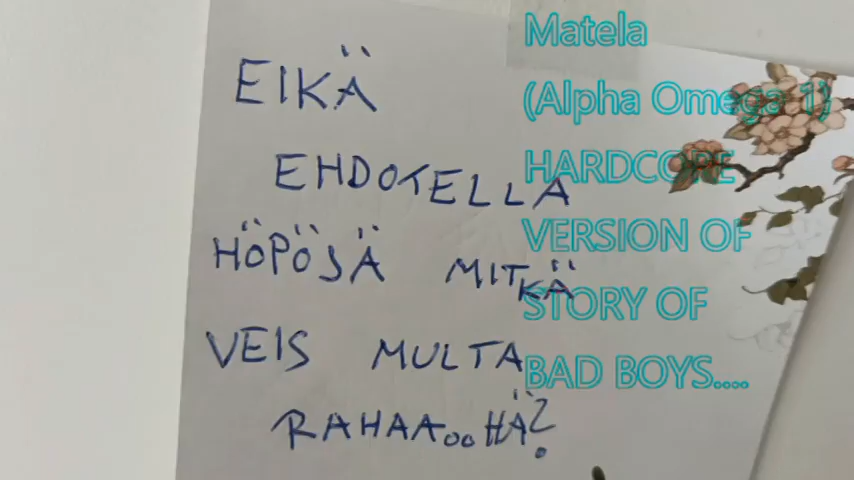 EIKÄ
EHDOTELLA
HÖPÖJÄ MITKÄ
VEIS MULTA
RAHAA..HÄ?
Matela
(Alpha Omega 1)
HARDCORE
VERSION OF
STORY OF
BAD BOYS....